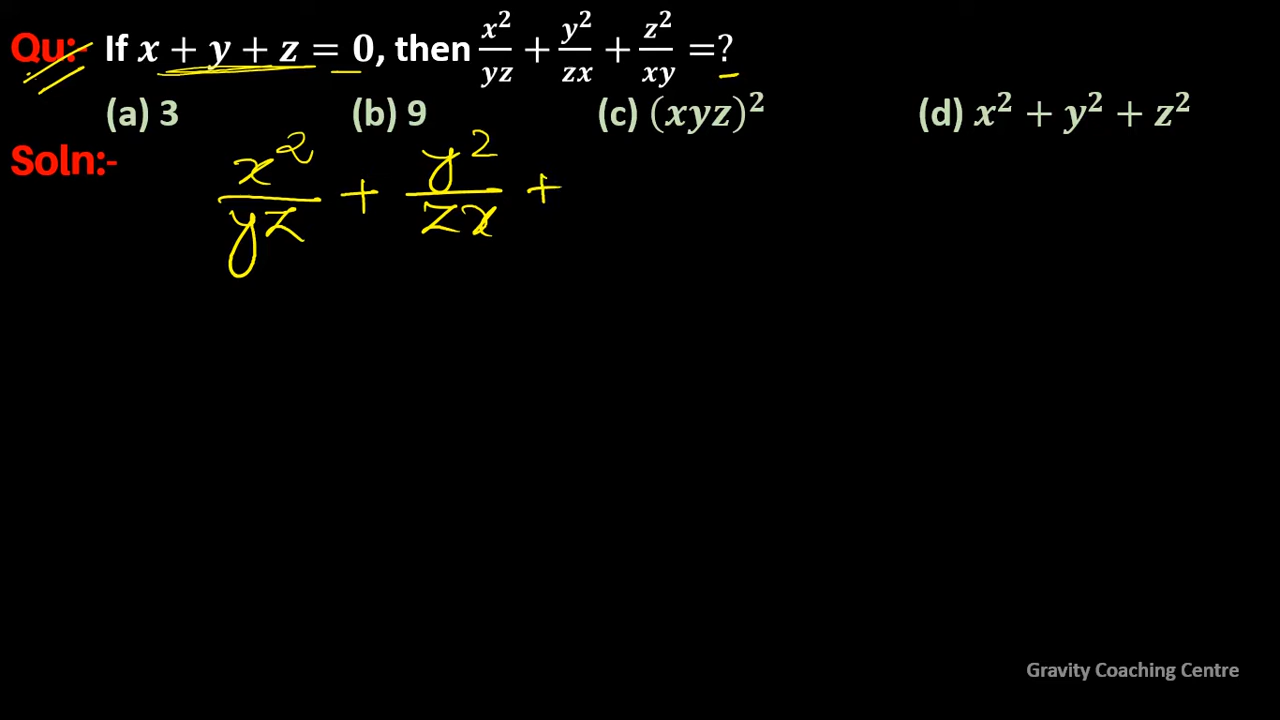 Qu:- If x + y + z = 0, then x²/yz + y²/zx + z²/xy =?
(a) 3 (b) 9 (c) (xyz)² (d) x² + y² + z²
Soln:- x²/yz + y²/zx +
Gravity Coaching Centre